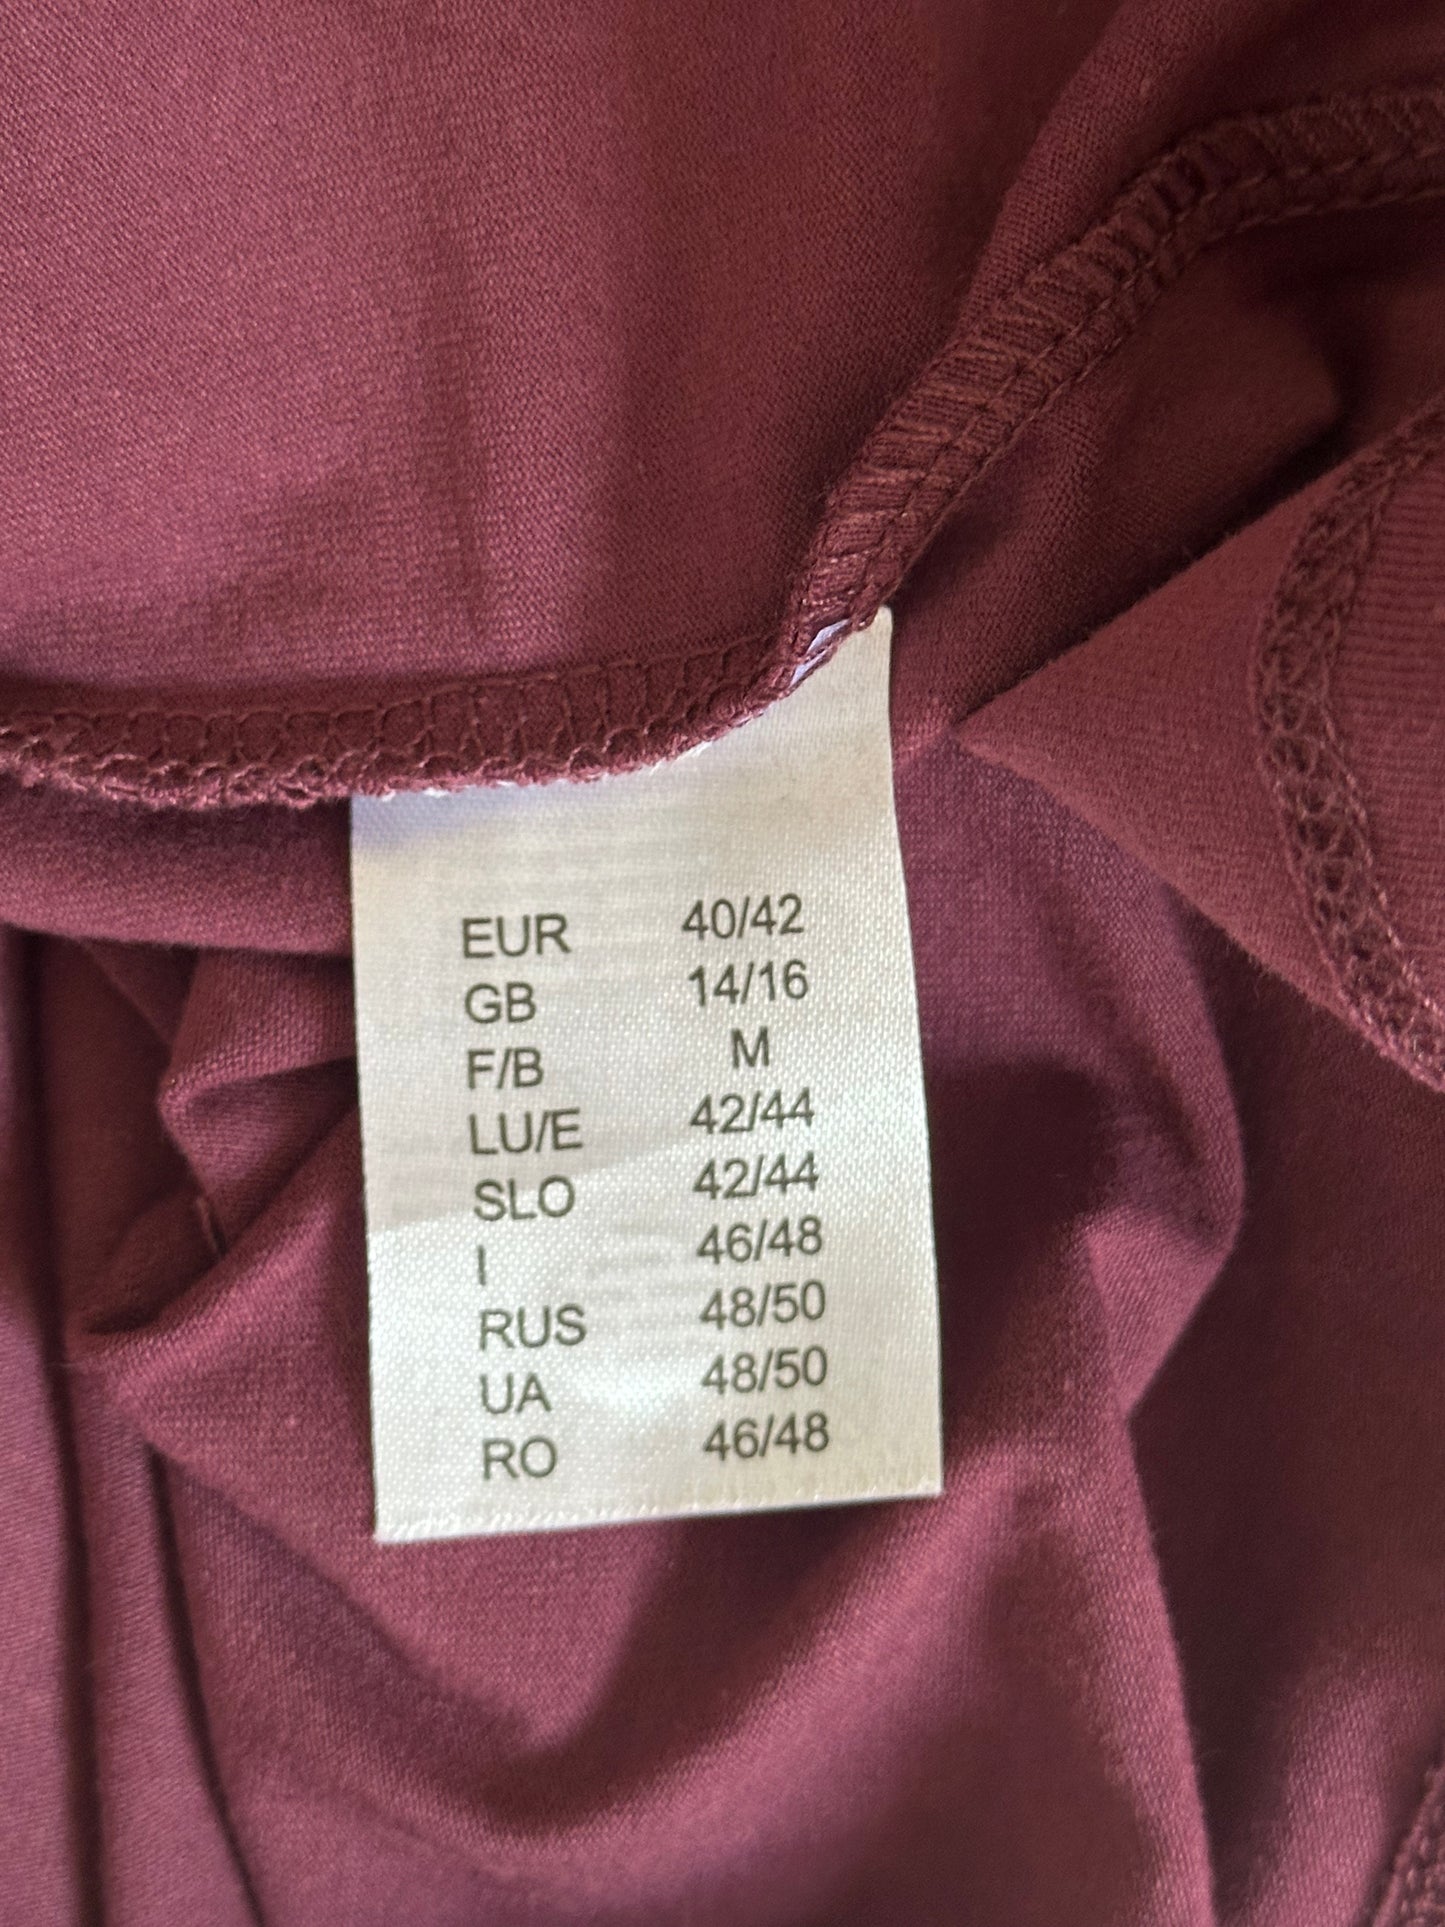 EUR 40/42
GB 14/16
F/B M
LU/E 42/44
SLO 42/44
I 46/48
RUS 48/50
UA 48/50
RO 46/48